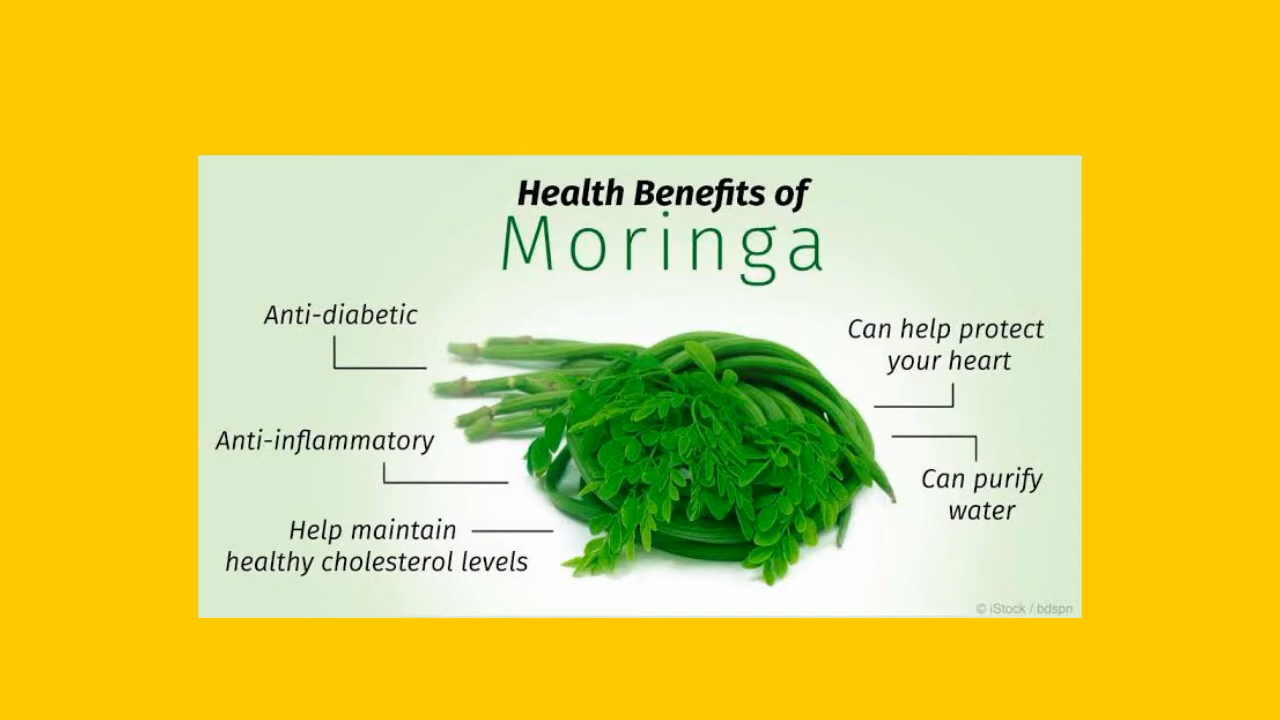 Health Benefits of
Moringa
Anti-diabetic
Anti-inflammatory
Help maintain
healthy cholesterol levels
Can help protect
your heart
Can purify
water
© iStock / bdspn